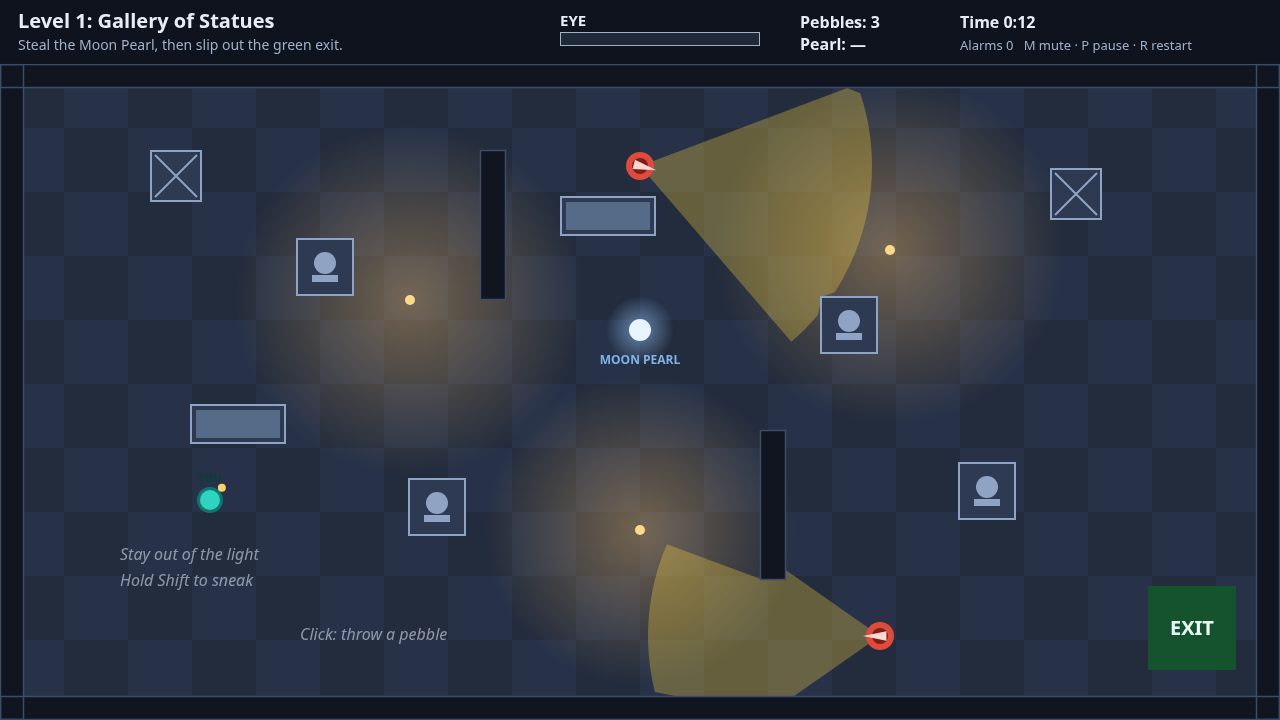 Level 1: Gallery of Statues
Steal the Moon Pearl, then slip out the green exit.
EYE
Pebbles: 3
Pearl: —
Time 0:12
Alarms 0 M mute · P pause · R restart
MOON PEARL
Stay out of the light
Hold Shift to sneak
Click: throw a pebble
EXIT